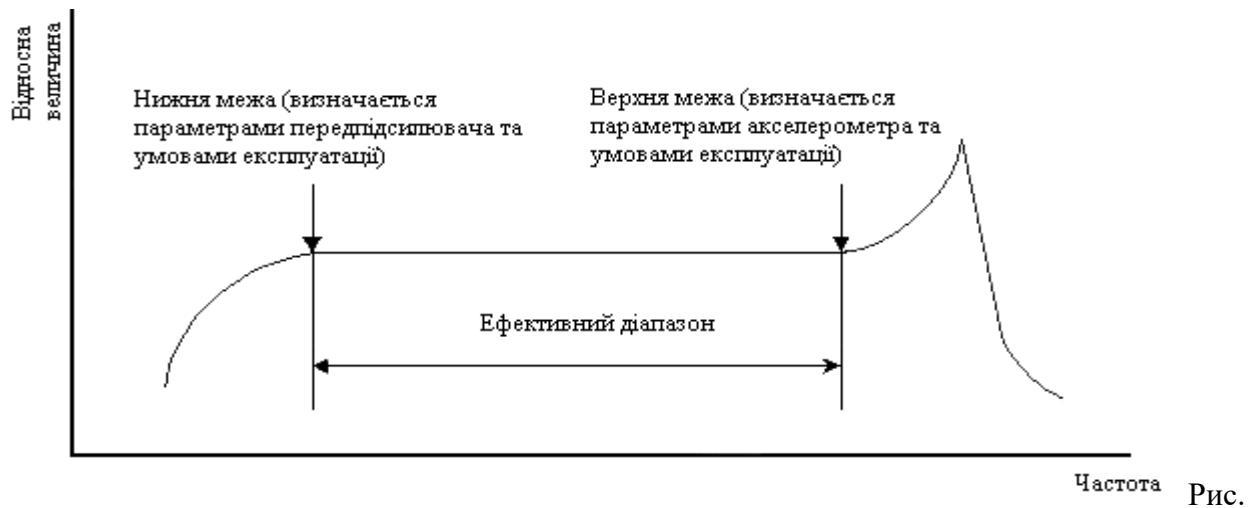 Відносна
величина
Нижня межа (визначається
параметрами передпідсилювача та
умовами експлуатації)
Верхня межа (визначається
параметрами акселерометра та
умовами експлуатації)
Ефективний діапазон
Частота
Рис.